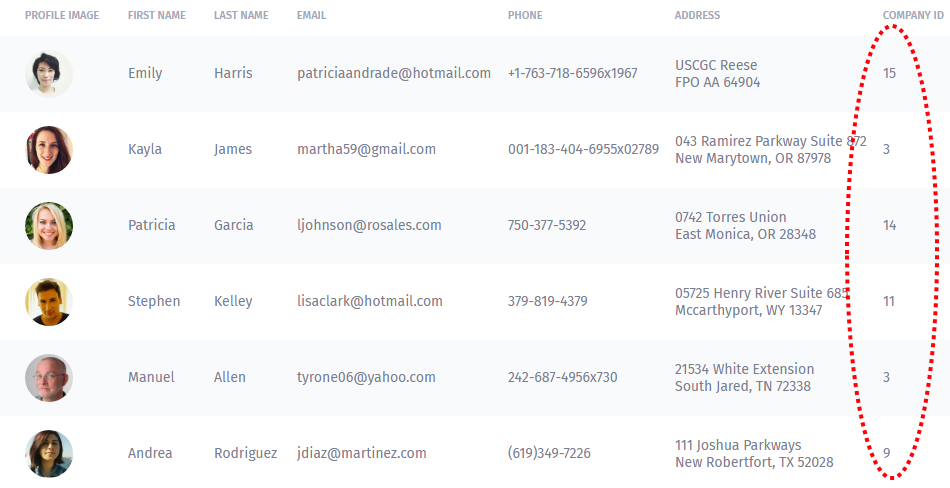 PROFILE IMAGE FIRST NAME LAST NAME EMAIL PHONE ADDRESS COMPANY ID
Emily Harris patriciaandrade@hotmail.com +1-763-718-6596x1967 USCGC Reese 15
FPO AA 64904
Kayla James martha59@gmail.com 001-183-404-6955x02789 043 Ramirez Parkway Suite 872 3
New Marytown, OR 87978
Patricia Garcia ljohnson@rosales.com 750-377-5392 0742 Torres Union 14
East Monica, OR 28348
Stephen Kelley lisaclark@hotmail.com 379-819-4379 05725 Henry River Suite 685 11
Mccarthyport, WY 13347
Manuel Allen tyrone06@yahoo.com 242-687-4956x730 21534 White Extension 3
South Jared, TN 72338
Andrea Rodriguez jdiaz@martinez.com (619)349-7226 111 Joshua Parkways 9
New Robertfort, TX 52028